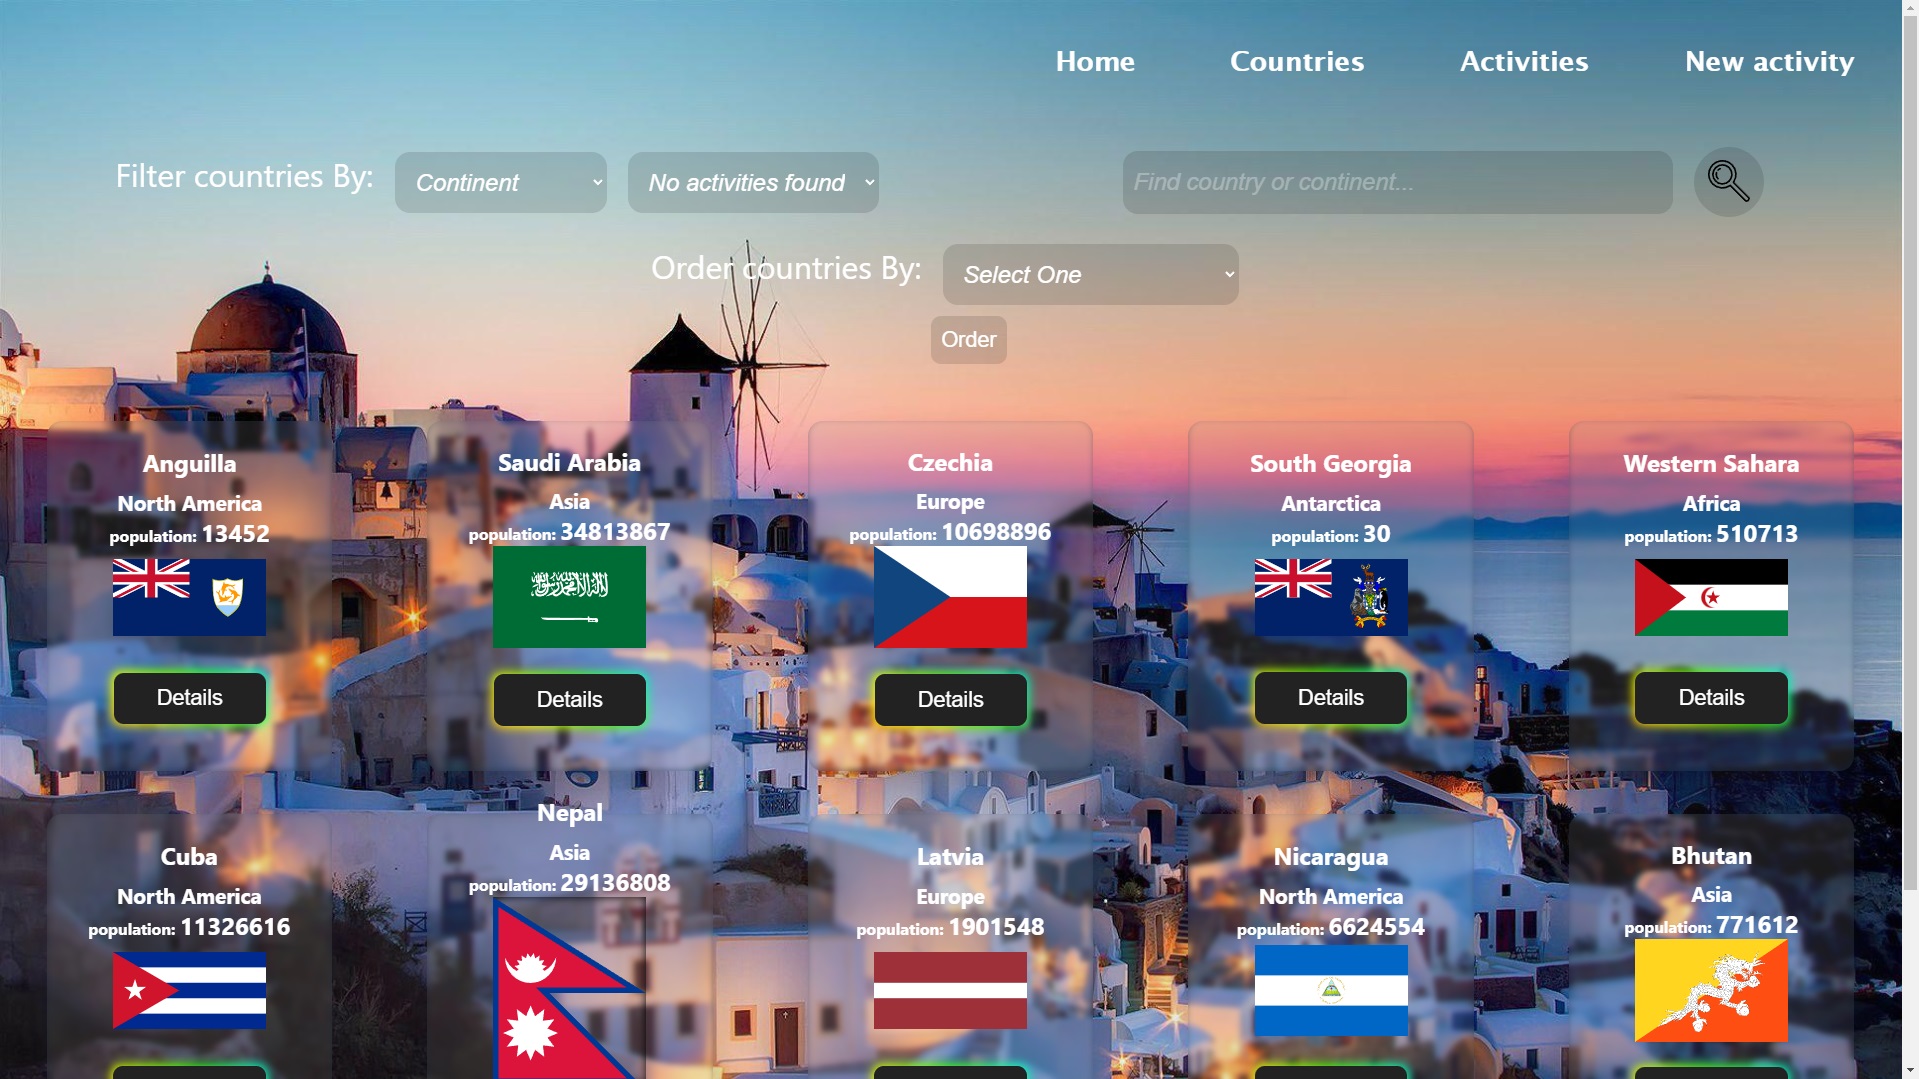 Home Countries Activities New activity
Filter countries By: Continent No activities found Find country or continent...
Order countries By: Select One
Order
Anguilla
North America
population: 13452
Details
Saudi Arabia
Asia
population: 34813867
Details
Czechia
Europe
population: 10698896
Details
South Georgia
Antarctica
population: 30
Details
Western Sahara
Africa
population: 510713
Details
Cuba
North America
population: 11326616
Nepal
Asia
population: 29136808
Latvia
Europe
population: 1901548
Nicaragua
North America
population: 6624554
Bhutan
Asia
population: 771612